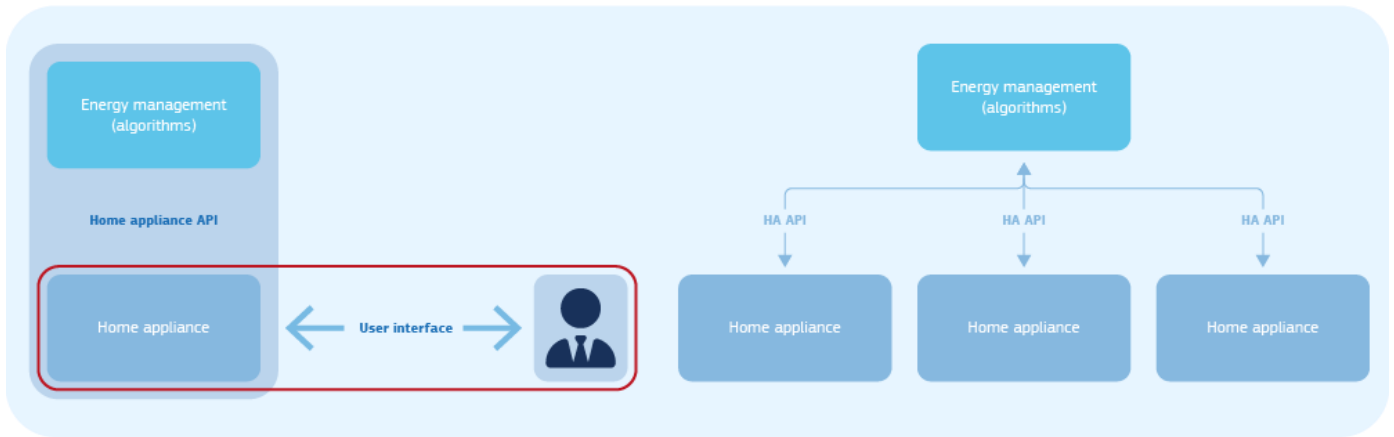 Energy management
(algorithms)
Home appliance API
Home appliance
User interface
Energy management
(algorithms)
HA API
HA API
HA API
Home appliance
Home appliance
Home appliance